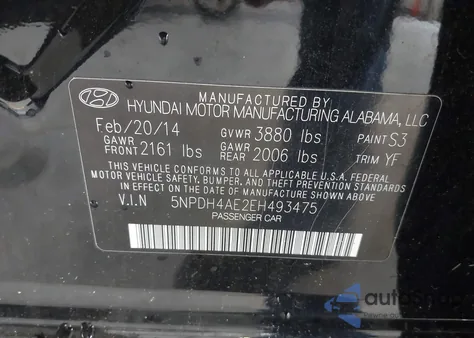 MANUFACTURED BY
HYUNDAI MOTOR MANUFACTURING ALABAMA, LLC
Feb/20/14 GVWR 3880 lbs PAINT S3
GAWR FRONT 2161 lbs GAWR REAR 2006 lbs TRIM YF
THIS VEHICLE CONFORMS TO ALL APPLICABLE U.S.A. FEDERAL
MOTOR VEHICLE SAFETY, BUMPER, AND THEFT PREVENTION STANDARDS
IN EFFECT ON THE DATE OF MANUFACTURE SHOWN ABOVE.
V.I.N 5NPDH4AE2EH493475
PASSENGER CAR